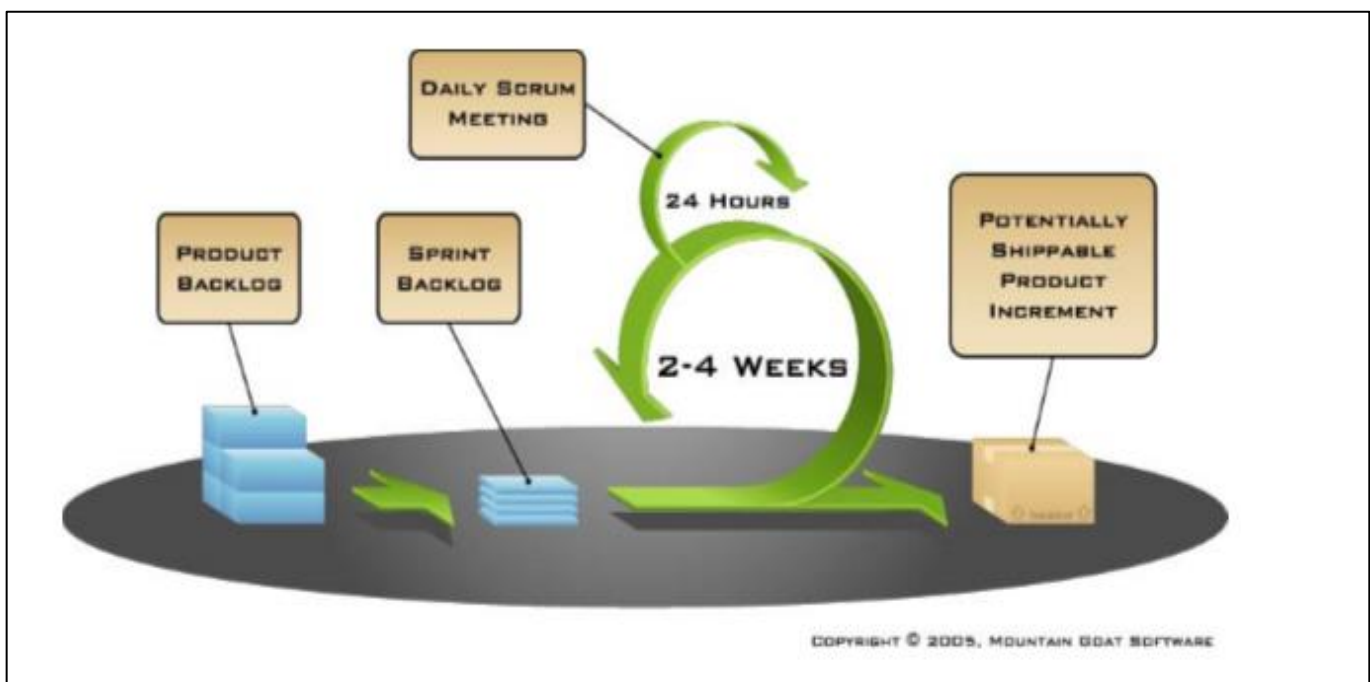 DAILY SCRUM
MEETING
24 HOURS
PRODUCT
BACKLOG
SPRINT
BACKLOG
POTENTIALLY
SHIPPABLE
PRODUCT
INCREMENT
2-4 WEEKS
COPYRIGHT © 2005, MOUNTAIN GOAT SOFTWARE